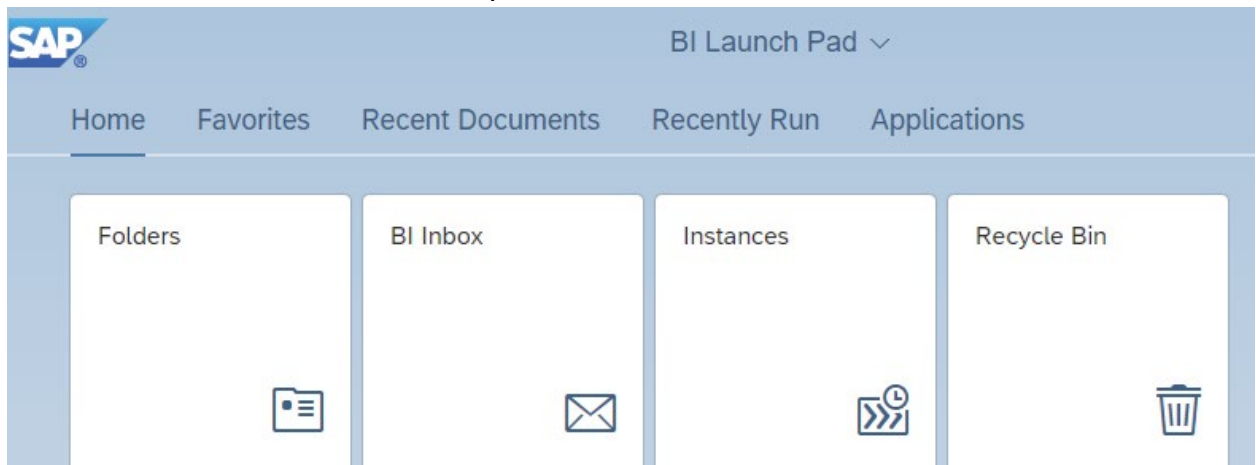 SAP®
BI Launch Pad
Home Favorites Recent Documents Recently Run Applications
Folders BI Inbox Instances Recycle Bin